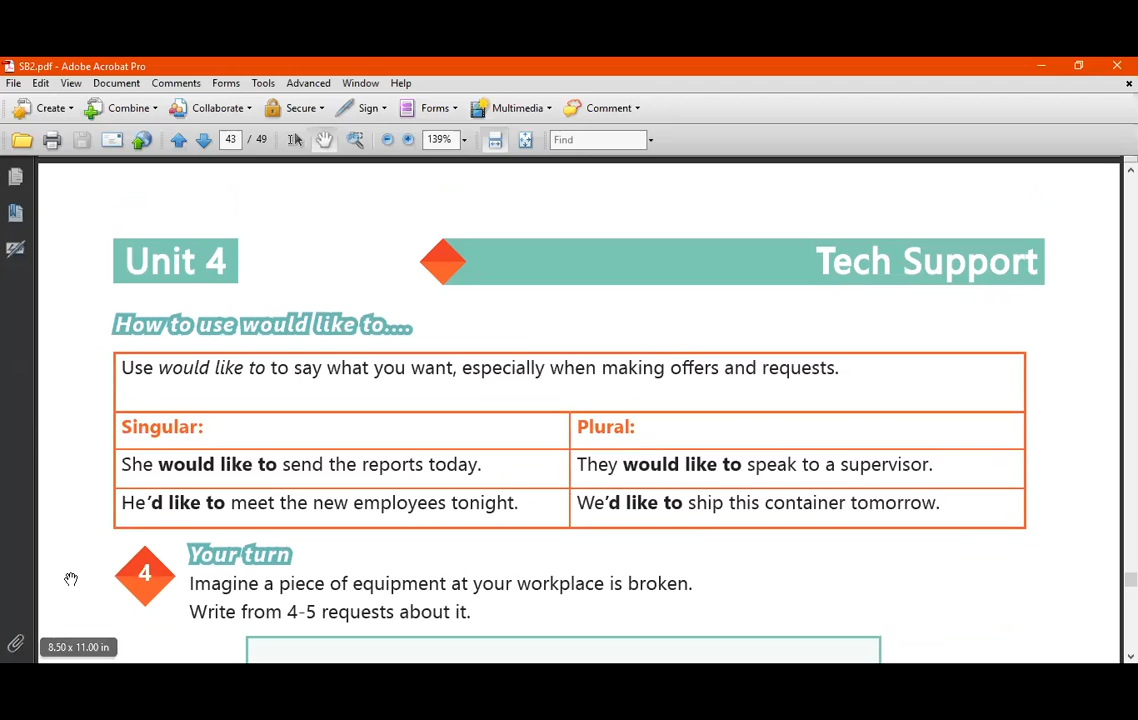 SB2.pdf - Adobe Acrobat Pro
File Edit View Document Comments Forms Tools Advanced Window Help
Create Combine Collaborate Secure Sign Forms Multimedia Comment
43 / 49 139% Find
Unit 4 Tech Support
How to use would like to....
Use would like to to say what you want, especially when making offers and requests.
Singular: Plural:
She would like to send the reports today. They would like to speak to a supervisor.
He'd like to meet the new employees tonight. We'd like to ship this container tomorrow.
4 Your turn
Imagine a piece of equipment at your workplace is broken.
Write from 4-5 requests about it.
8.50 x 11.00 in